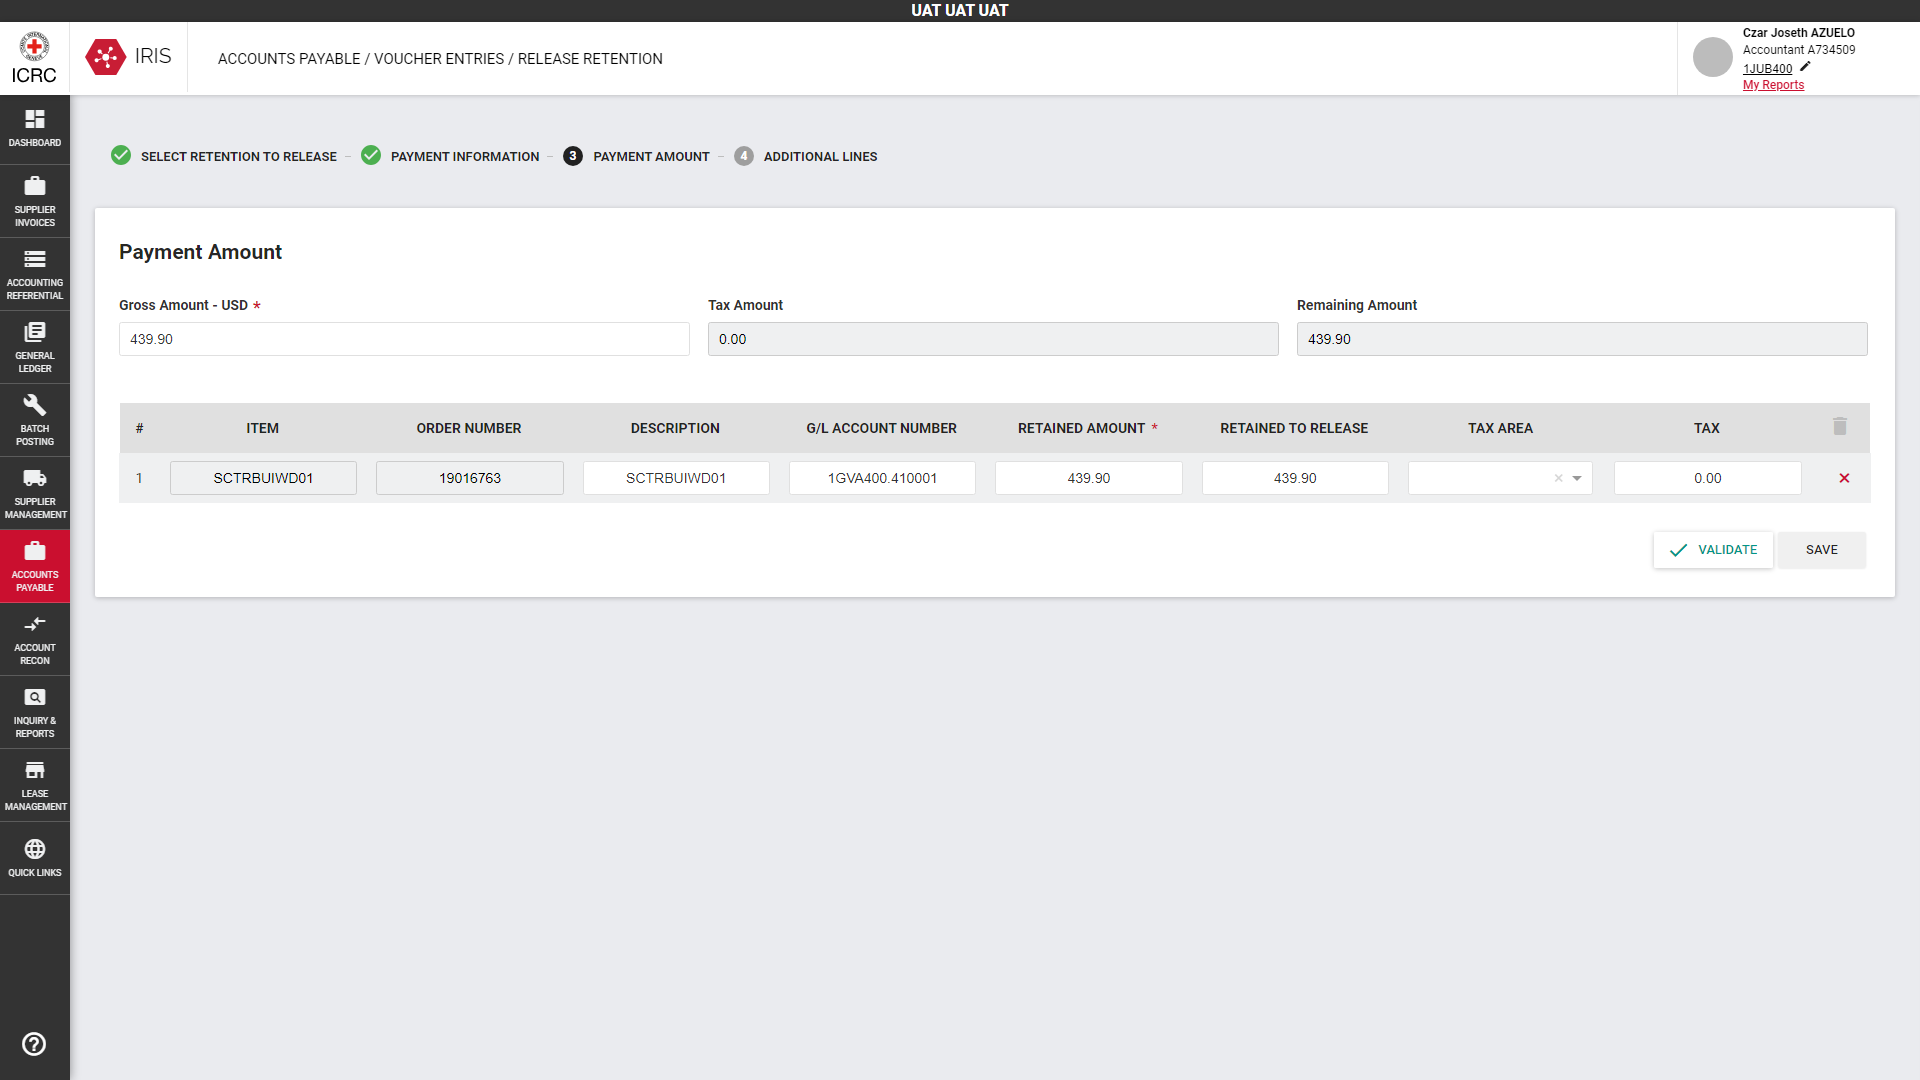 UAT UAT UAT
ICRC
IRIS
ACCOUNTS PAYABLE / VOUCHER ENTRIES / RELEASE RETENTION
Czar Joseth AZUELO
Accountant A734509
1JUB400
My Reports
DASHBOARD
SUPPLIER
INVOICES
ACCOUNTING
REFERENTIAL
GENERAL
LEDGER
BATCH
POSTING
SUPPLIER
MANAGEMENT
ACCOUNTS
PAYABLE
ACCOUNT
RECON
INQUIRY &
REPORTS
LEASE
MANAGEMENT
QUICK LINKS
SELECT RETENTION TO RELEASE – PAYMENT INFORMATION – 3 PAYMENT AMOUNT – 4 ADDITIONAL LINES
Payment Amount
Gross Amount - USD * Tax Amount Remaining Amount
439.90 0.00 439.90
# ITEM ORDER NUMBER DESCRIPTION G/L ACCOUNT NUMBER RETAINED AMOUNT * RETAINED TO RELEASE TAX AREA TAX
1 SCTRBUIWD01 19016763 SCTRBUIWD01 1GVA400.410001 439.90 439.90 0.00
VALIDATE SAVE